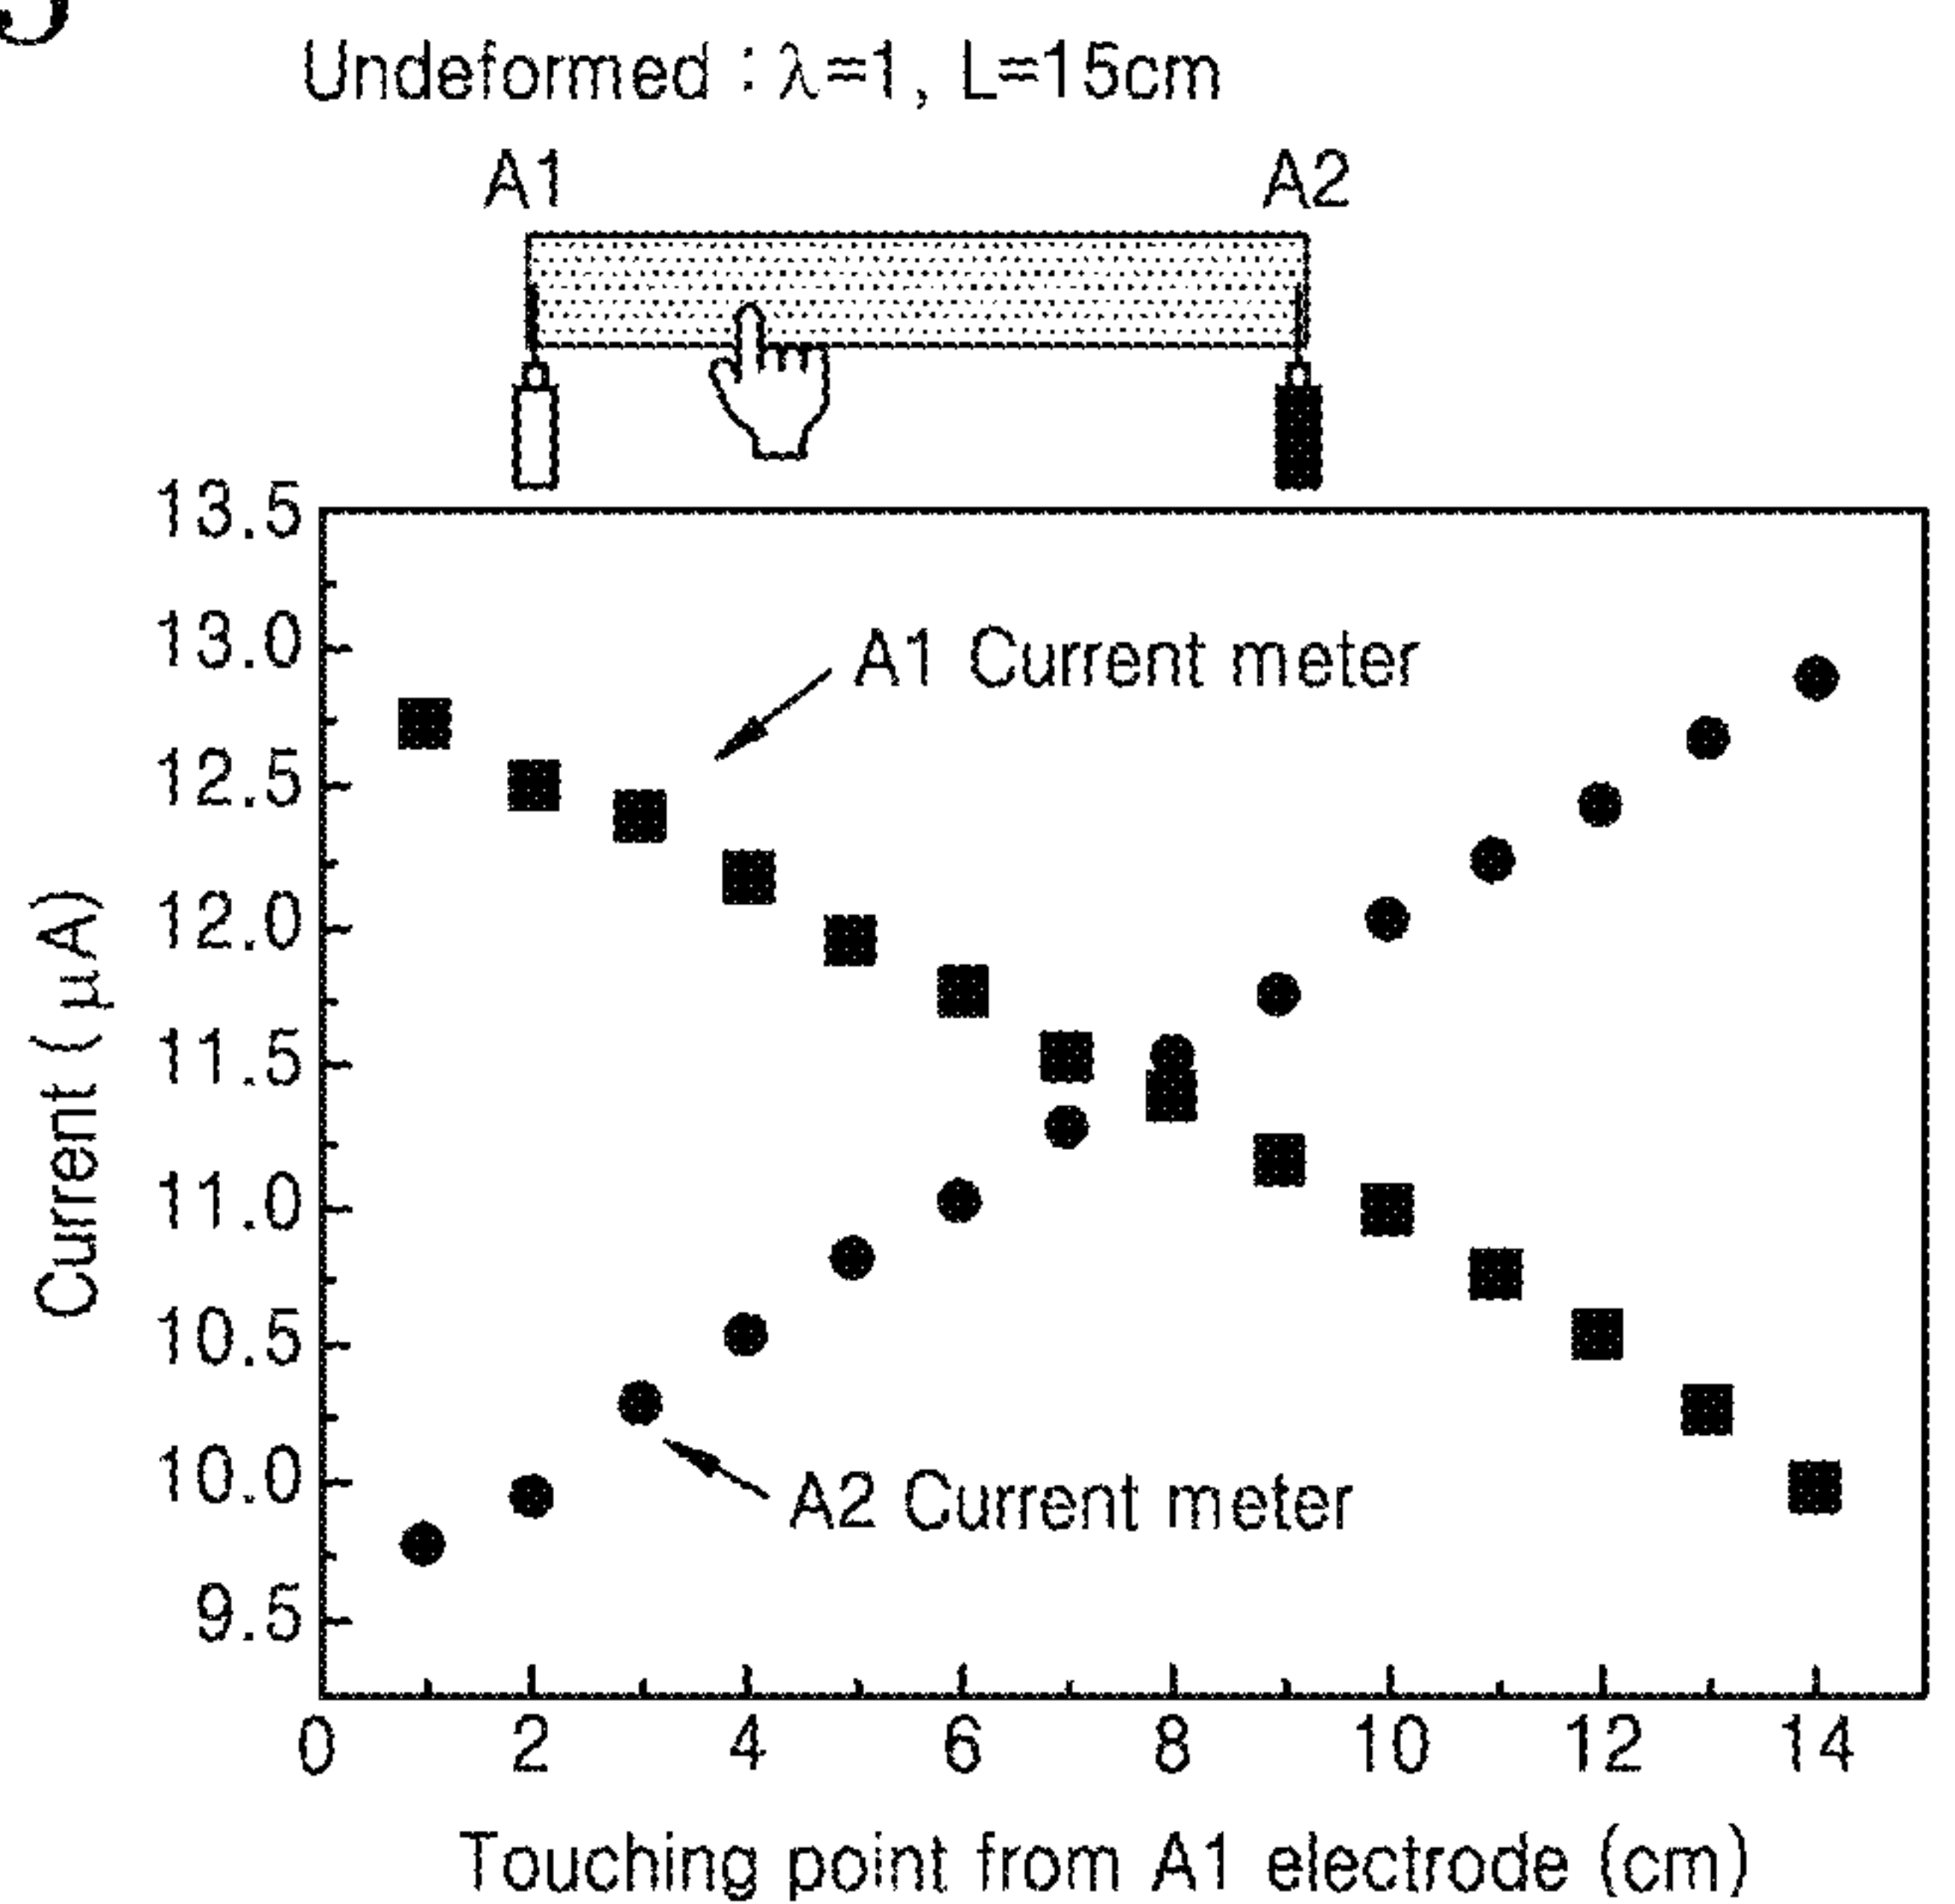 5
Undeformed : λ=1, L=15cm
A1 A2
13.5
13.0
12.5
12.0
11.5
11.0
10.5
10.0
9.5
Current ( μA)
A1 Current meter
A2 Current meter
0 2 4 6 8 10 12 14
Touching point from A1 electrode (cm)